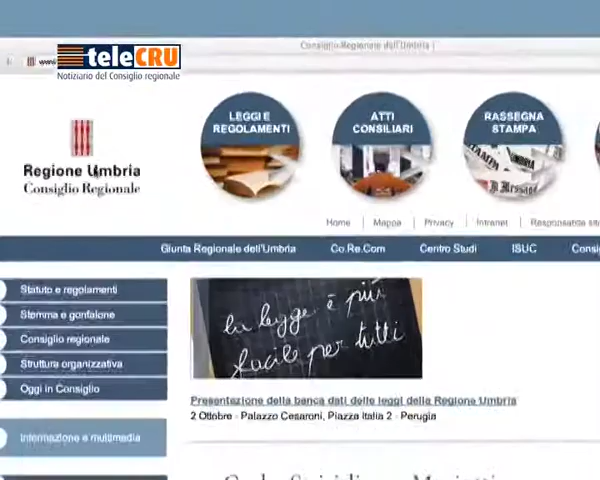 Consiglio Regionale dell'Umbria
www
teleCRU
Notiziario del Consiglio regionale
LEGGI E
REGOLAMENTI
ATTI
CONSILIARI
RASSEGNA
STAMPA
Regione Umbria
Consiglio Regionale
Home
Mappa
Privacy
Intranet
Responsabile
Giunta Regionale dell'Umbria
Co.Re.Com
Centro Studi
ISUC
Statuto e regolamenti
Stemma e gonfalone
Consiglio regionale
Struttura organizzativa
Oggi in Consiglio
Informazione e multimedia
la legge è più
facile per tutti
Presentazione della banca dati delle leggi della Regione Umbria
2 Ottobre - Palazzo Cesaroni, Piazza Italia 2 - Perugia